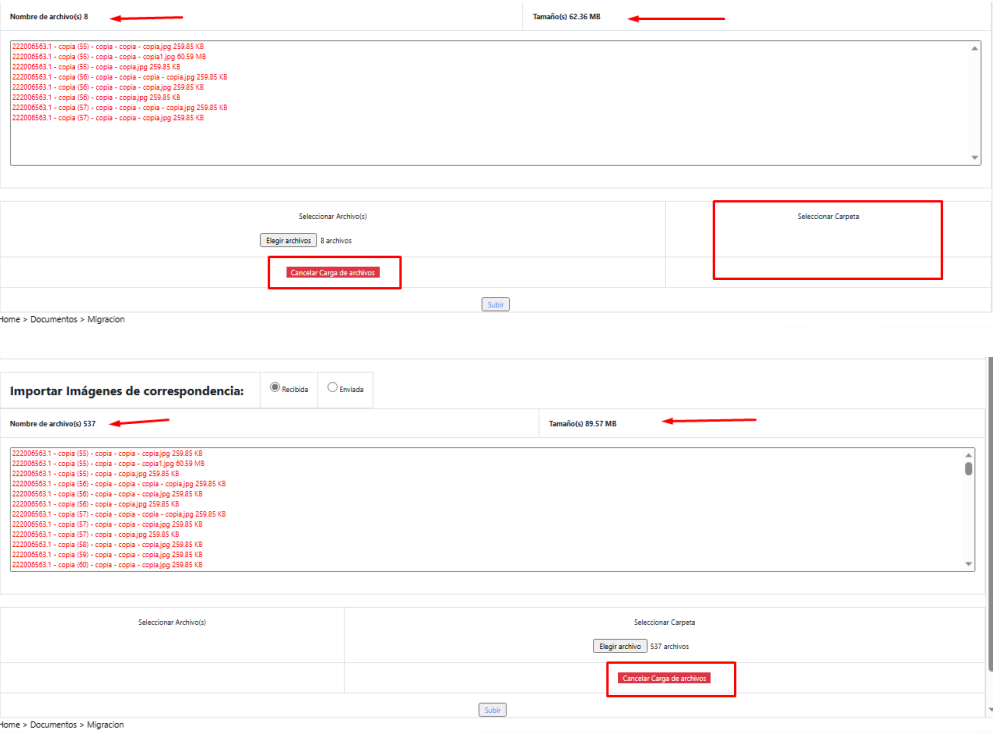 Nombre de archivo(s) 8
Tamaño(s) 62.36 MB
222006563.1 - copia (55) - copia - copia - copia.jpg 259.85 KB
222006563.1 - copia (55) - copia - copia - copia1.jpg 60.59 MB
222006563.1 - copia (55) - copia - copia.jpg 259.85 KB
222006563.1 - copia (56) - copia - copia - copia - copia.jpg 259.85 KB
222006563.1 - copia (56) - copia - copia - copia.jpg 259.85 KB
222006563.1 - copia (56) - copia - copia.jpg 259.85 KB
222006563.1 - copia (57) - copia - copia - copia - copia.jpg 259.85 KB
222006563.1 - copia (57) - copia - copia - copia.jpg 259.85 KB
Seleccionar Archivo(s)
Seleccionar Carpeta
Elegir archivos 8 archivos
Cancelar Carga de archivos
Subir
Home > Documentos > Migracion
Importar Imágenes de correspondencia:
Recibida
Enviada
Nombre de archivo(s) 537
Tamaño(s) 89.57 MB
222006563.1 - copia (55) - copia - copia - copia.jpg 259.85 KB
222006563.1 - copia (55) - copia - copia - copia1.jpg 60.59 MB
222006563.1 - copia (55) - copia - copia.jpg 259.85 KB
222006563.1 - copia (56) - copia - copia - copia - copia.jpg 259.85 KB
222006563.1 - copia (56) - copia - copia - copia.jpg 259.85 KB
222006563.1 - copia (56) - copia - copia.jpg 259.85 KB
222006563.1 - copia (57) - copia - copia - copia - copia.jpg 259.85 KB
222006563.1 - copia (57) - copia - copia - copia.jpg 259.85 KB
222006563.1 - copia (57) - copia - copia.jpg 259.85 KB
222006563.1 - copia (58) - copia - copia - copia.jpg 259.85 KB
222006563.1 - copia (59) - copia - copia - copia.jpg 259.85 KB
222006563.1 - copia (60) - copia - copia - copia.jpg 259.85 KB
Seleccionar Archivo(s)
Seleccionar Carpeta
Elegir archivo 537 archivos
Cancelar Carga de archivos
Subir
Home > Documentos > Migracion